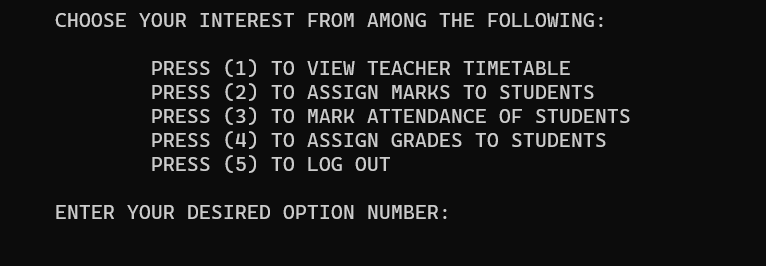 CHOOSE YOUR INTEREST FROM AMONG THE FOLLOWING:
PRESS (1) TO VIEW TEACHER TIMETABLE
PRESS (2) TO ASSIGN MARKS TO STUDENTS
PRESS (3) TO MARK ATTENDANCE OF STUDENTS
PRESS (4) TO ASSIGN GRADES TO STUDENTS
PRESS (5) TO LOG OUT
ENTER YOUR DESIRED OPTION NUMBER: